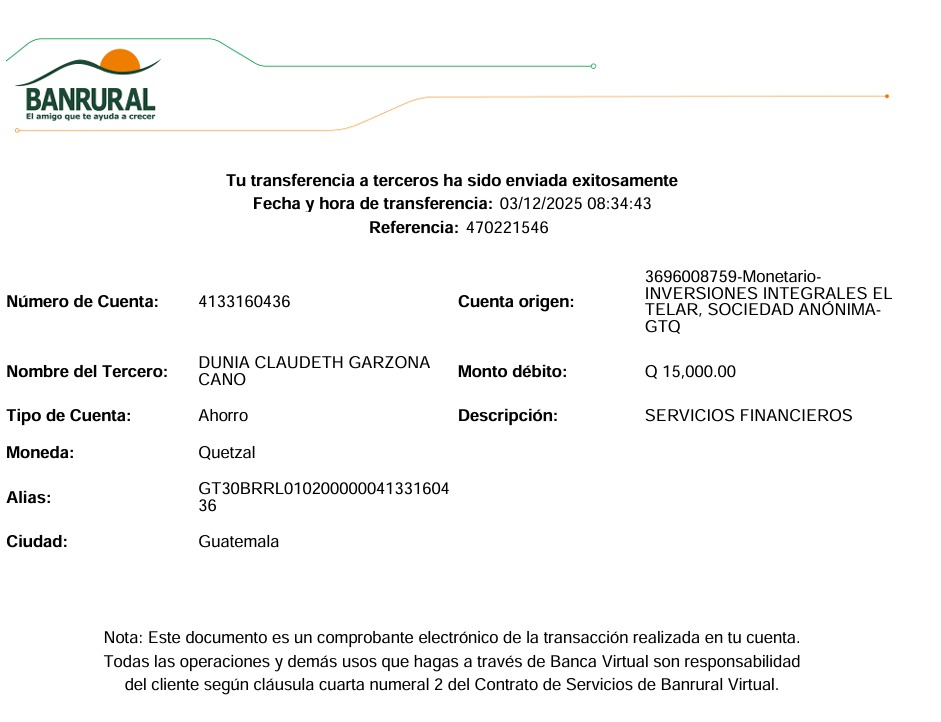 BANRURAL
El amigo que te ayuda a crecer
Tu transferencia a terceros ha sido enviada exitosamente
Fecha y hora de transferencia: 03/12/2025 08:34:43
Referencia: 470221546
Número de Cuenta: 4133160436
Cuenta origen: 3696008759-Monetario-
INVERSIONES INTEGRALES EL
TELAR, SOCIEDAD ANÓNIMA-
GTQ
Nombre del Tercero: DUNIA CLAUDETH GARZONA
CANO
Monto débito: Q 15,000.00
Tipo de Cuenta: Ahorro
Descripción: SERVICIOS FINANCIEROS
Moneda: Quetzal
Alias: GT30BRRL010200000041331604
36
Ciudad: Guatemala
Nota: Este documento es un comprobante electrónico de la transacción realizada en tu cuenta.
Todas las operaciones y demás usos que hagas a través de Banca Virtual son responsabilidad
del cliente según cláusula cuarta numeral 2 del Contrato de Servicios de Banrural Virtual.